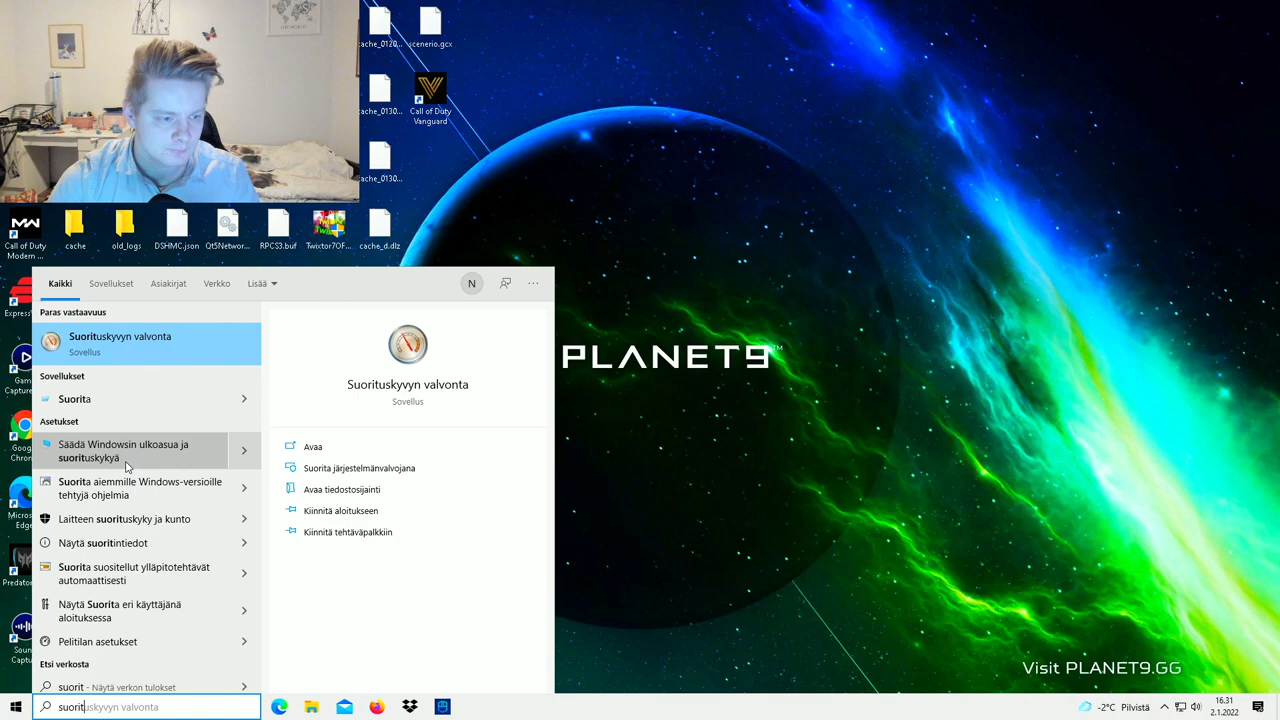 cache_0120...
scenerio.gcx
cache_0130...
Call of Duty
Vanguard
cache_0130...
Call of Duty
Modern ...
cache
old_logs
DSHMC.json
Qt5Networ...
RPCS3.buf
Twixtor7OF...
cache_d.dlz
Kaikki
Sovellukset
Asiakirjat
Verkko
Lisää
N
...
Paras vastaavuus
Suorituskyvyn valvonta
Sovellus
Sovellukset
Suorita
Asetukset
Säädä Windowsin ulkoasua ja
suorituskykyä
Suorita aiemmille Windows-versioille
tehtyjä ohjelmia
Laitteen suorituskyky ja kunto
Näytä suoritintiedot
Suorita suositellut ylläpitotehtävät
automaattisesti
Näytä Suorita eri käyttäjänä
aloituksessa
Pelitilan asetukset
Etsi verkosta
suorit - Näytä verkon tulokset
suorituskyvyn valvonta
Suorituskyvyn valvonta
Sovellus
Avaa
Suorita järjestelmänvalvojana
Avaa tiedostosijainti
Kiinnitä aloitukseen
Kiinnitä tehtäväpalkkiin
PLANET9™
Visit PLANET9.GG
-2°C Pilvistä
16.31
2.1.2022